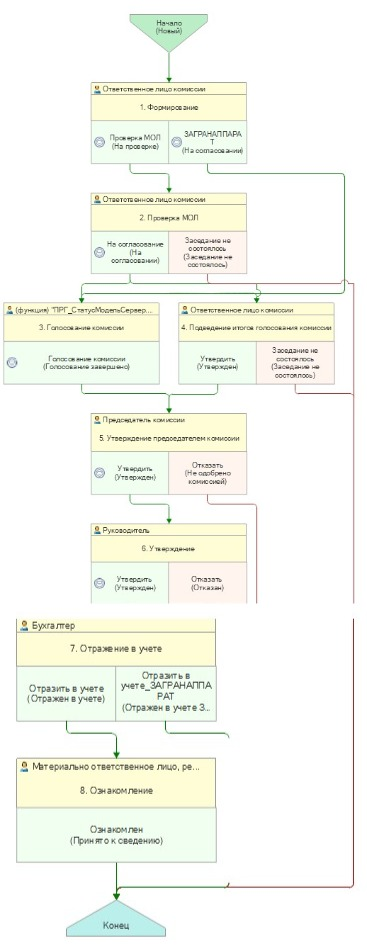 Начало
(Новый)
Ответственное лицо комиссии
1. Формирование
Проверка МОЛ
(На проверке)
ЗАГРАНАППАРА
Т
(На согласовании)
Ответственное лицо комиссии
2. Проверка МОЛ
На согласование
(На
согласовании)
Заседание не
состоялось
(Заседание не
состоялось)
(функция) "ПРГ_СтатусМодельСервер...
3. Голосование комиссии
Голосование комиссии
(Голосование завершено)
Ответственное лицо комиссии
4. Подведение итогов голосования комиссии
Утвердить
(Утвержден)
Заседание не
состоялось
(Заседание не
состоялось)
Председатель комиссии
5. Утверждение председателем комиссии
Утвердить
(Утвержден)
Отказать
(Не одобрено
комиссией)
Руководитель
6. Утверждение
Утвердить
(Утвержден)
Отказать
(Отказан)
Бухгалтер
7. Отражение в учете
Отразить в учете
(Отражен в учете)
Отразить в
учете_ЗАГРАНАППА
РАТ
(Отражен в учете З...
Материально ответственное лицо, ре...
8. Ознакомление
Ознакомлен
(Принято к сведению)
Конец